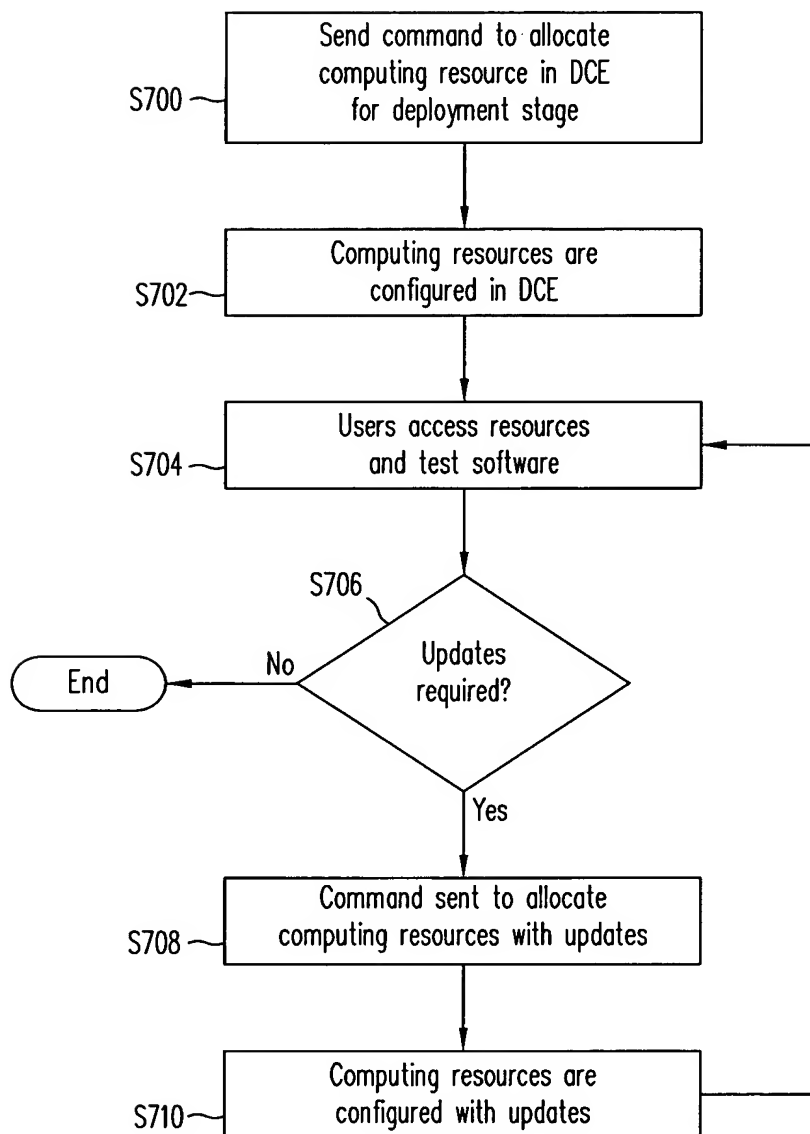 Send command to allocate
computing resource in DCE
for deployment stage
S700
Computing resources are
configured in DCE
S702
Users access resources
and test software
S704
S706
Updates
required?
No
End
Yes
Command sent to allocate
computing resources with updates
S708
Computing resources are
configured with updates
S710